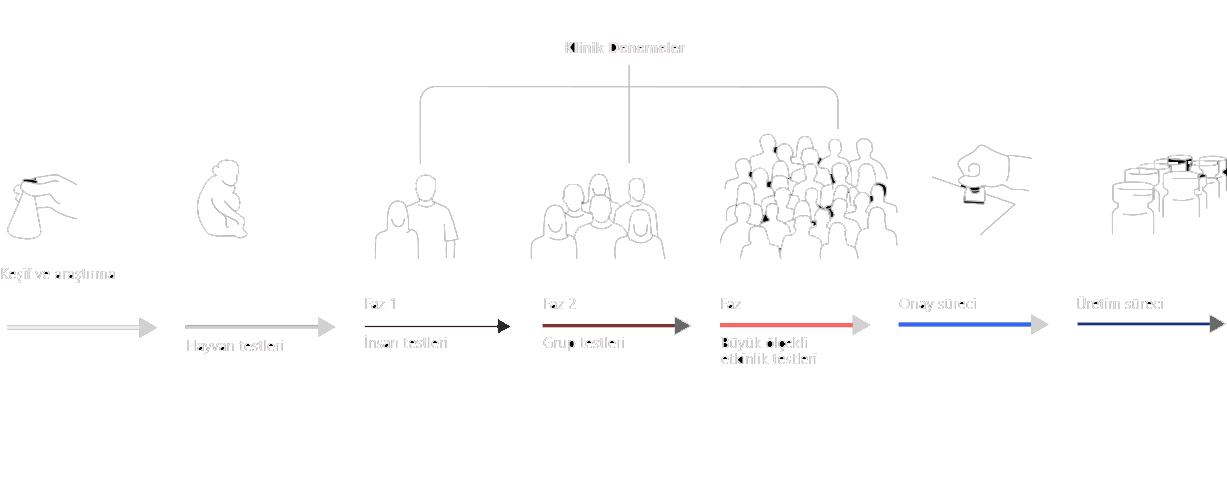 Klinik Denemeler
Keşif ve araştırma
Hayvan testleri
Faz 1
İnsan testleri
Faz 2
Grup testleri
Faz
Büyük ölçekli
etkinlik testleri
Onay süreci
Üretim süreci